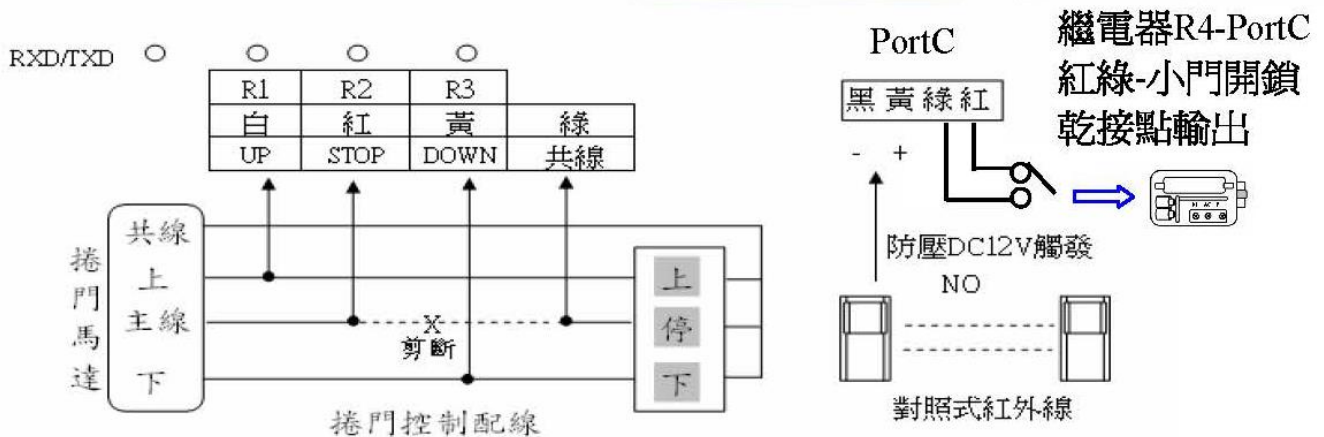 RXD/TXD
R1 R2 R3
白 紅 黃 綠
UP STOP DOWN 共線
捲門馬達
共線
上
主線
下
X
剪斷
上
停
下
捲門控制配線
PortC
黑黃綠紅
- +
防壓DC12V觸發
NO
對照式紅外線
繼電器R4-PortC
紅綠-小門開鎖
乾接點輸出